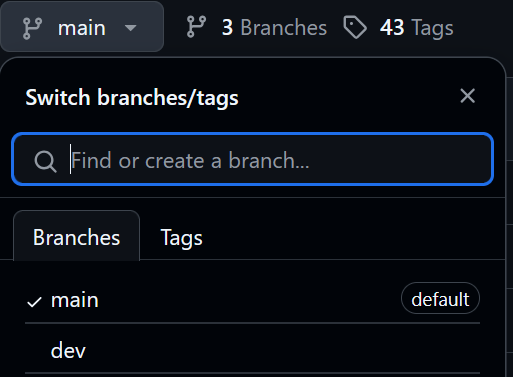 main 3 Branches 43 Tags
Switch branches/tags
Find or create a branch...
Branches Tags
main default
dev